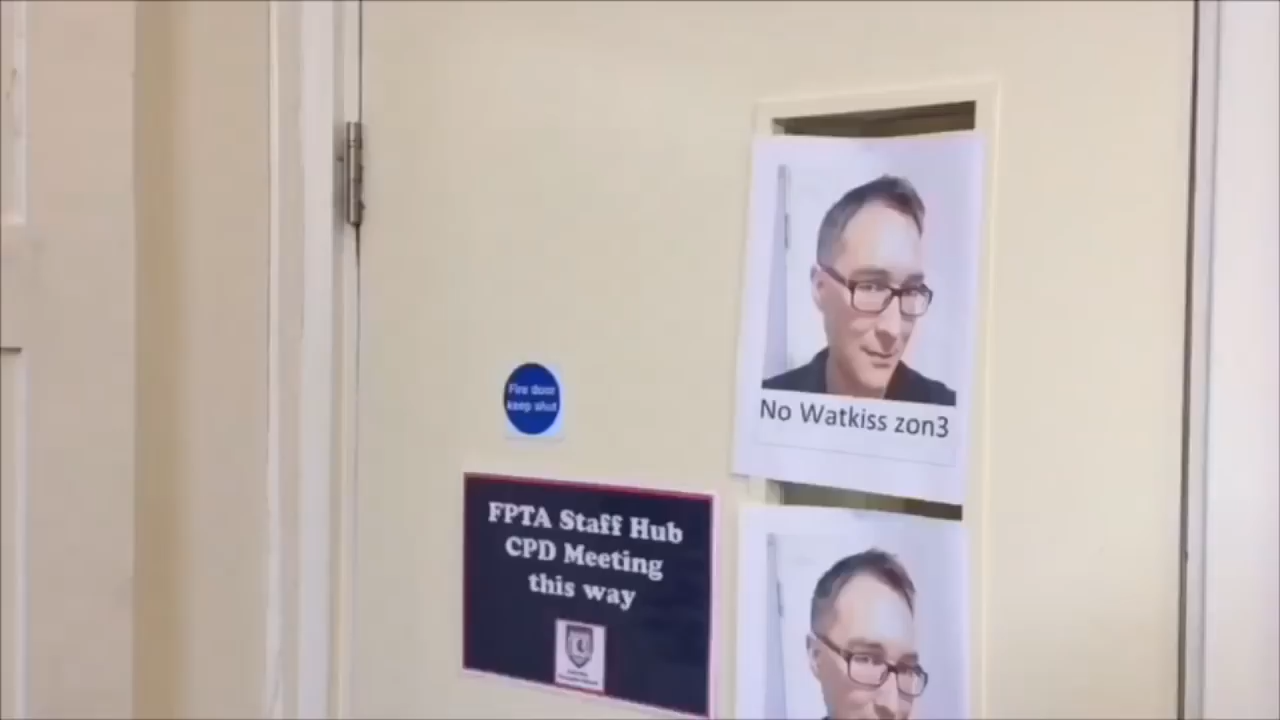 Fire door
keep shut
No Watkiss zon3
FPTA Staff Hub
CPD Meeting
this way